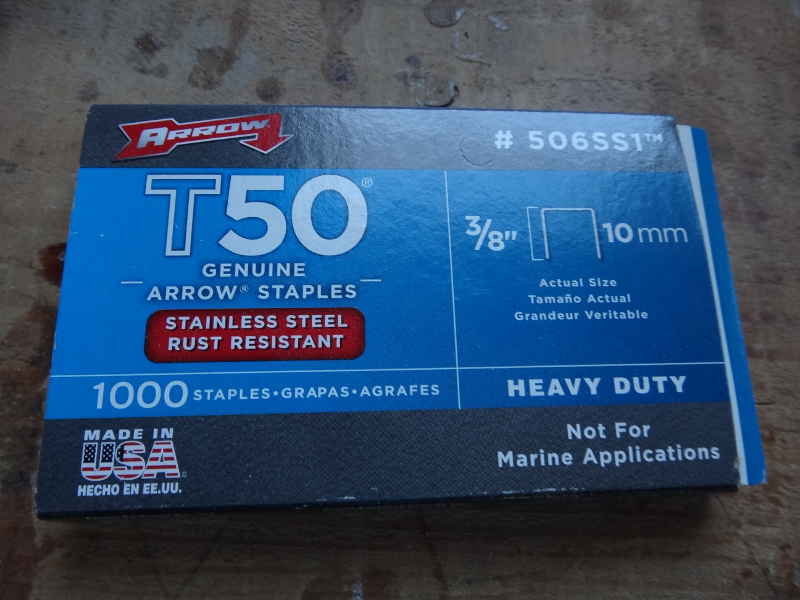 ARROW
# 506SS1™
T50®
GENUINE
ARROW® STAPLES
STAINLESS STEEL
RUST RESISTANT
3/8" 10 mm
Actual Size
Tamaño Actual
Grandeur Veritable
1000 STAPLES•GRAPAS•AGRAFES
HEAVY DUTY
MADE IN
USA
HECHO EN EE.UU.
Not For
Marine Applications